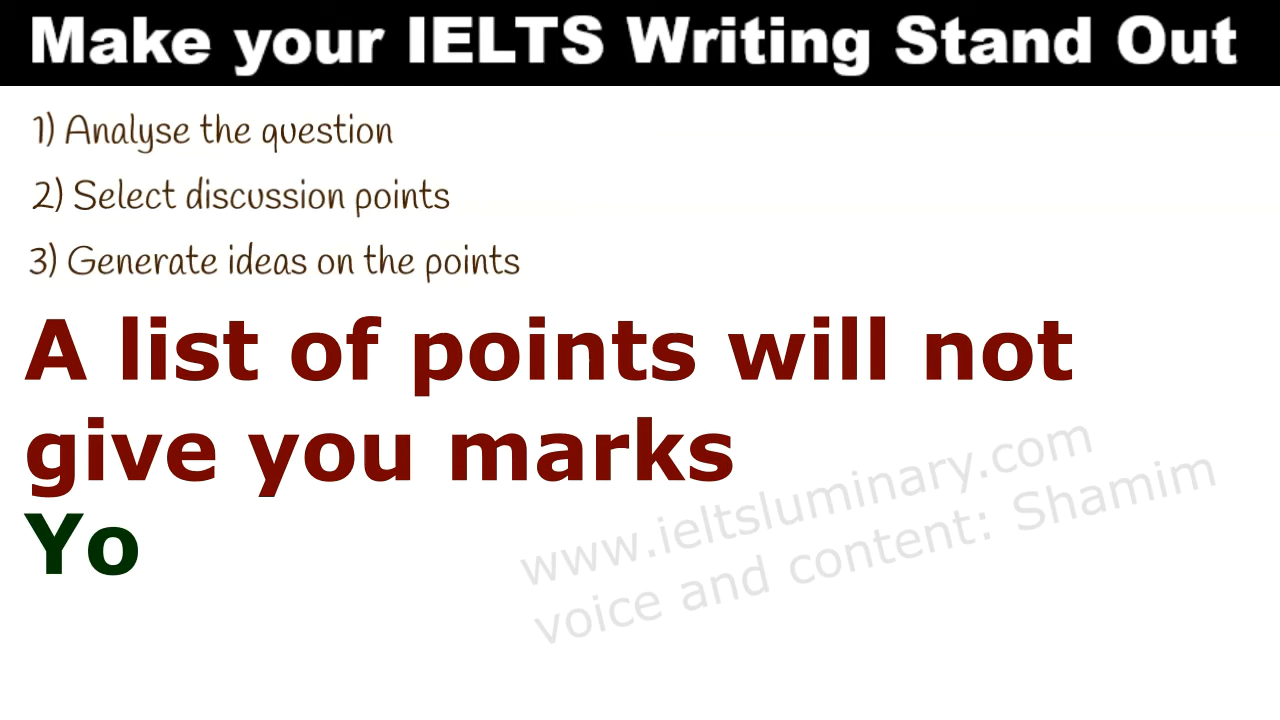 Make your IELTS Writing Stand Out
1) Analyse the question
2) Select discussion points
3) Generate ideas on the points
A list of points will not
give you marks
Yo
www.ieltsluminary.com
voice and content: Shamim